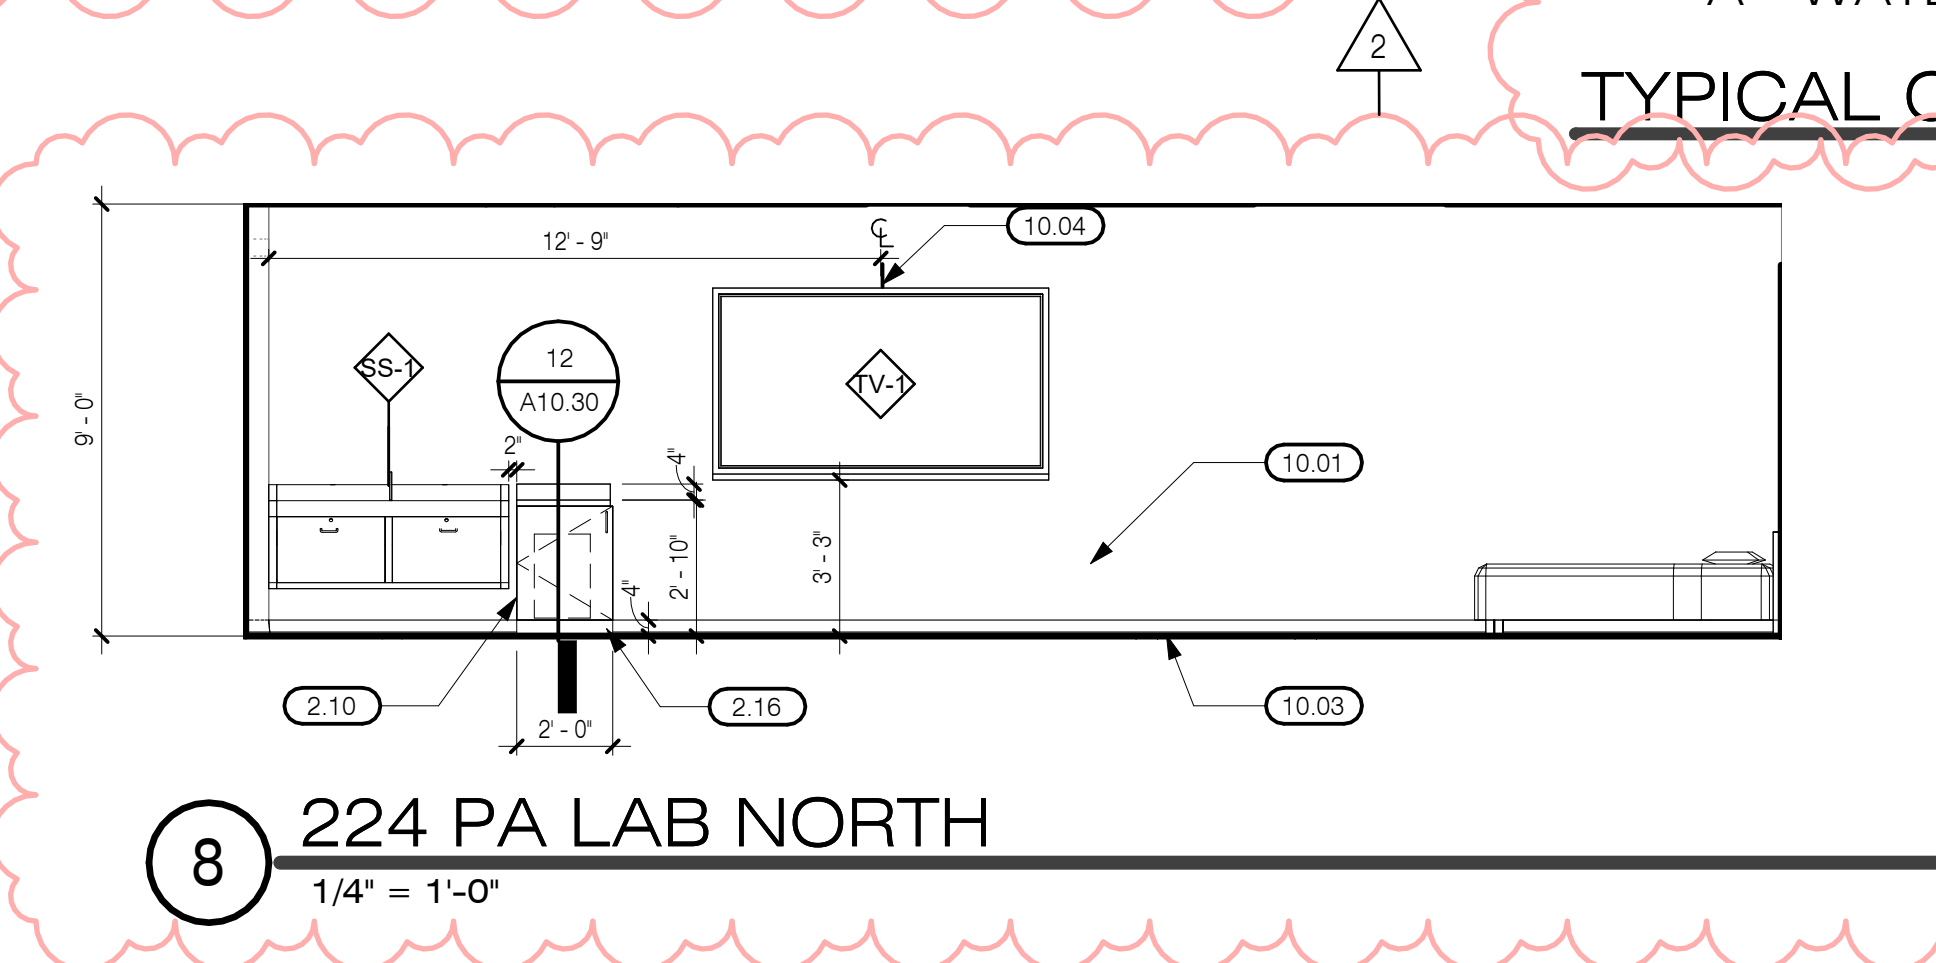 2
TYPICAL
12' - 9"
CL
10.04
9' - 0"
SS-1
12
A10.30
TV-1
2"
4"
10.01
2' - 10"
3' - 3"
4"
2.10
2.16
10.03
2' - 0"
8
224 PA LAB NORTH
1/4" = 1'-0"